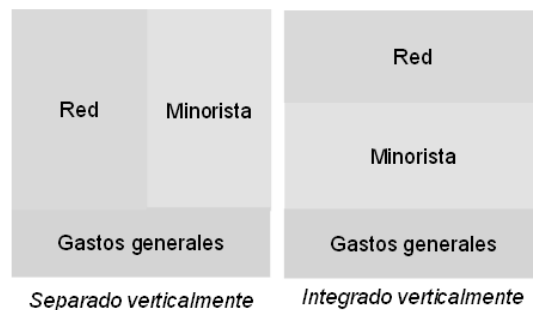 Red
Minorista
Gastos generales
Separado verticalmente
Red
Minorista
Gastos generales
Integrado verticalmente